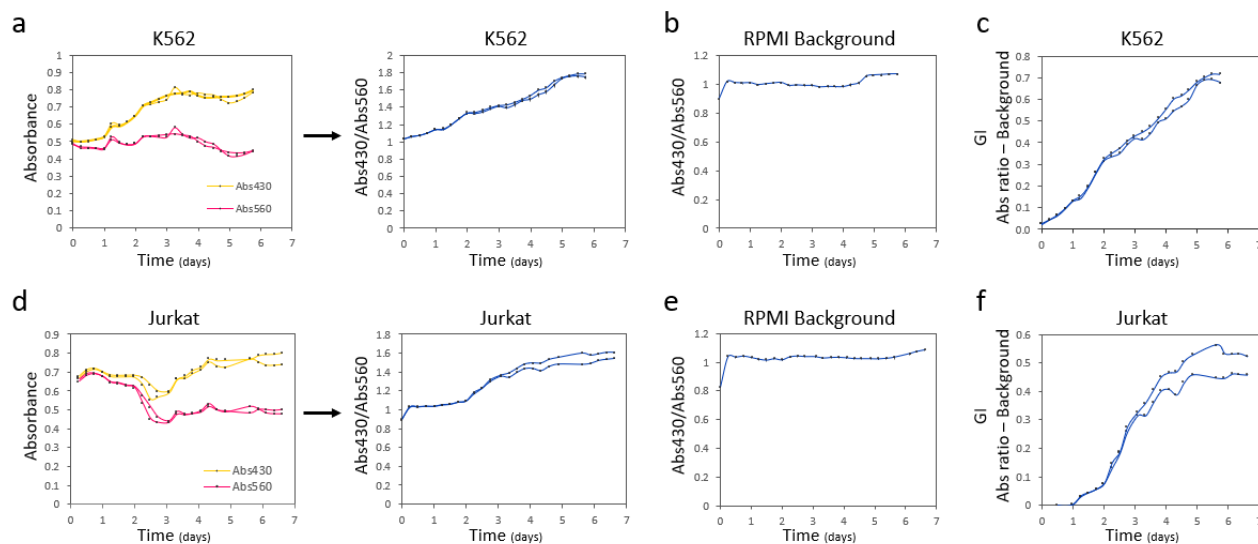 a
K562
Absorbance
1
0.9
0.8
0.7
0.6
0.5
0.4
0.3
0.2
0.1
0
Abs430
Abs560
0 1 2 3 4 5 6 7
Time (days)
K562
Abs430/Abs560
2
1.8
1.6
1.4
1.2
1
0.8
0.6
0.4
0.2
0
0 1 2 3 4 5 6 7
Time (days)
b
RPMI Background
Abs430/Abs560
1.2
1
0.8
0.6
0.4
0.2
0
0 1 2 3 4 5 6 7
Time (days)
c
K562
GI
Abs ratio – Background
0.8
0.7
0.6
0.5
0.4
0.3
0.2
0.1
0.0
0 1 2 3 4 5 6 7
Time (days)
d
Jurkat
Absorbance
0.9
0.8
0.7
0.6
0.5
0.4
0.3
0.2
0.1
0
Abs430
Abs560
0 1 2 3 4 5 6 7
Time (days)
Jurkat
Abs430/Abs560
1.8
1.6
1.4
1.2
1
0.8
0.6
0.4
0.2
0
0 1 2 3 4 5 6 7
Time (days)
e
RPMI Background
Abs430/Abs560
1.2
1
0.8
0.6
0.4
0.2
0
0 1 2 3 4 5 6 7
Time (days)
f
Jurkat
GI
Abs ratio – Background
0.6
0.5
0.4
0.3
0.2
0.1
0.0
0 1 2 3 4 5 6 7
Time (days)